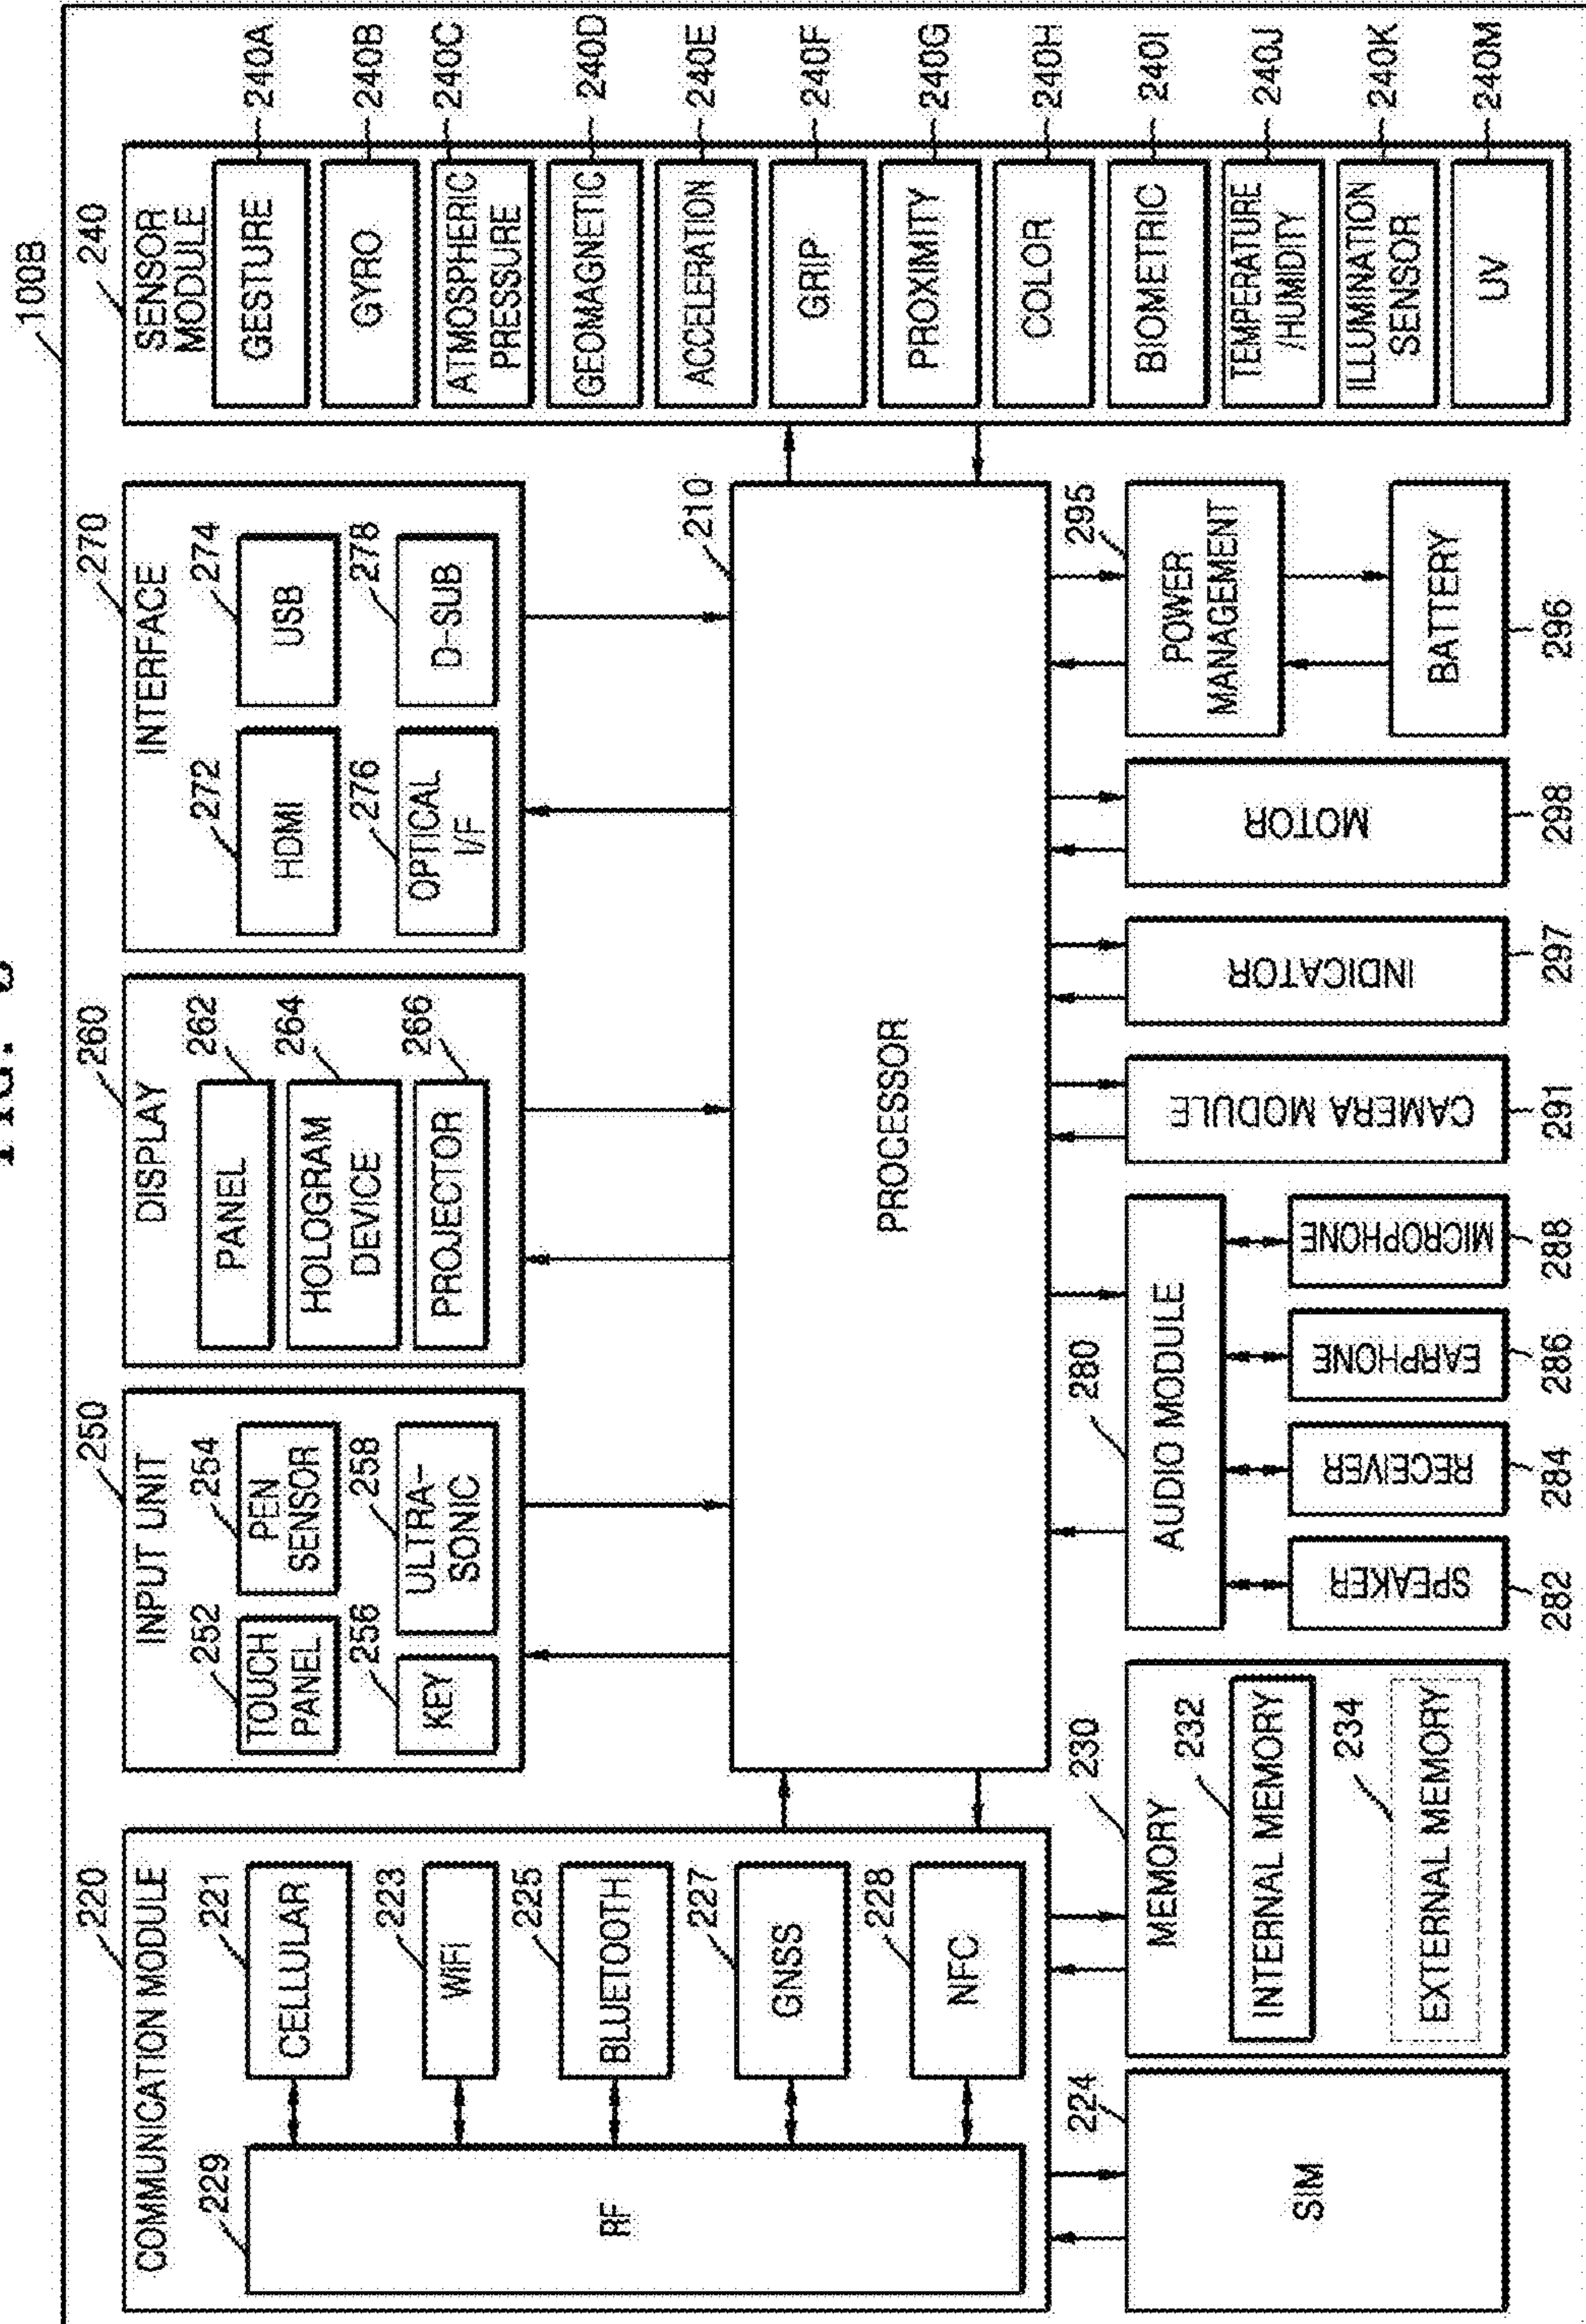 100B
220
COMMUNICATION MODULE
229
RF
221
CELLULAR
223
WIFI
225
BLUETOOTH
227
GNSS
228
NFC
250
INPUT UNIT
252
TOUCH
PANEL
254
PEN
SENSOR
256
KEY
258
ULTRA-
SONIC
260
DISPLAY
262
PANEL
264
HOLOGRAM
DEVICE
266
PROJECTOR
270
INTERFACE
272
HDMI
274
USB
276
OPTICAL
I/F
278
D-SUB
240
SENSOR
MODULE
GESTURE
240A
GYRO
240B
ATMOSPHERIC
PRESSURE
240C
GEOMAGNETIC
240D
ACCELERATION
240E
GRIP
240F
PROXIMITY
240G
COLOR
240H
BIOMETRIC
240I
TEMPERATURE
/HUMIDITY
240J
ILLUMINATION
SENSOR
240K
UV
240M
210
PROCESSOR
224
SIM
230
MEMORY
232
INTERNAL MEMORY
234
EXTERNAL MEMORY
280
AUDIO MODULE
SPEAKER
282
RECEIVER
284
EARPHONE
286
MICROPHONE
288
CAMERA MODULE
291
INDICATOR
297
MOTOR
298
295
POWER
MANAGEMENT
BATTERY
296